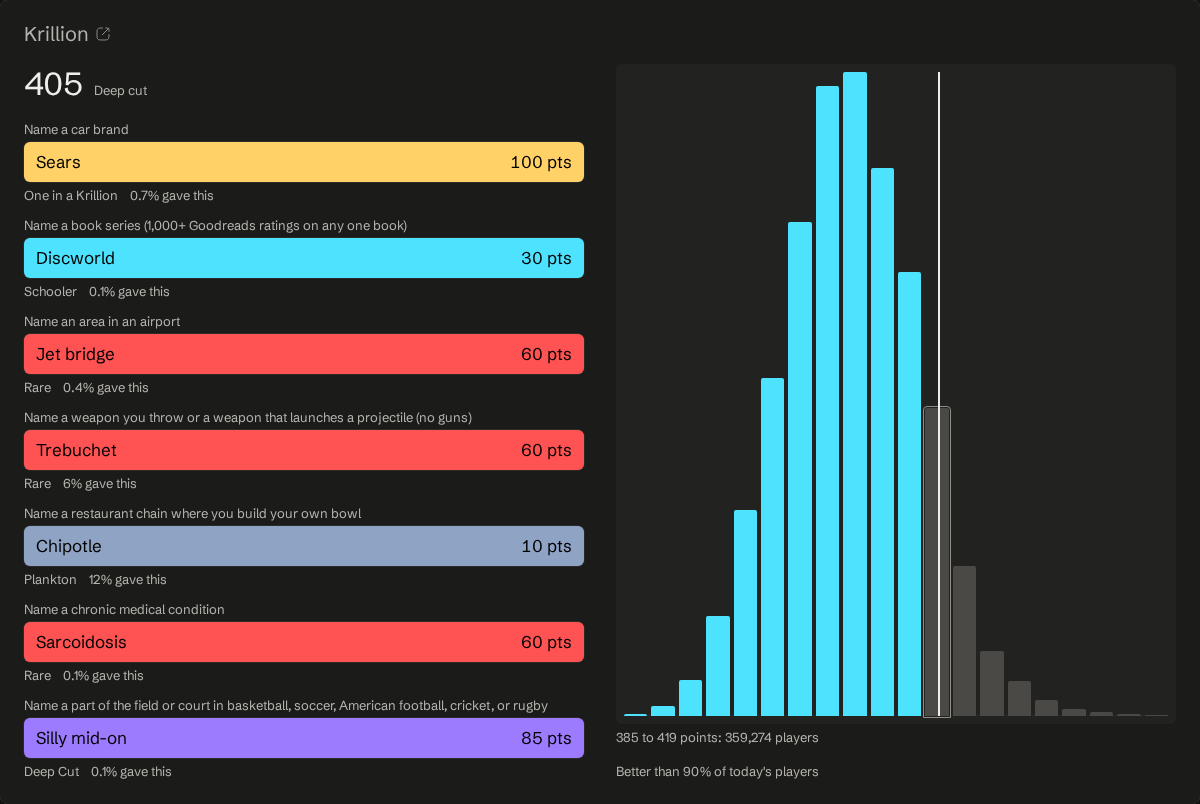 Krillion
405 Deep cut
Name a car brand
Sears 100 pts
One in a Krillion 0.7% gave this
Name a book series (1,000+ Goodreads ratings on any one book)
Discworld 30 pts
Schooler 0.1% gave this
Name an area in an airport
Jet bridge 60 pts
Rare 0.4% gave this
Name a weapon you throw or a weapon that launches a projectile (no guns)
Trebuchet 60 pts
Rare 6% gave this
Name a restaurant chain where you build your own bowl
Chipotle 10 pts
Plankton 12% gave this
Name a chronic medical condition
Sarcoidosis 60 pts
Rare 0.1% gave this
Name a part of the field or court in basketball, soccer, American football, cricket, or rugby
Silly mid-on 85 pts
Deep Cut 0.1% gave this
385 to 419 points: 359,274 players
Better than 90% of today's players